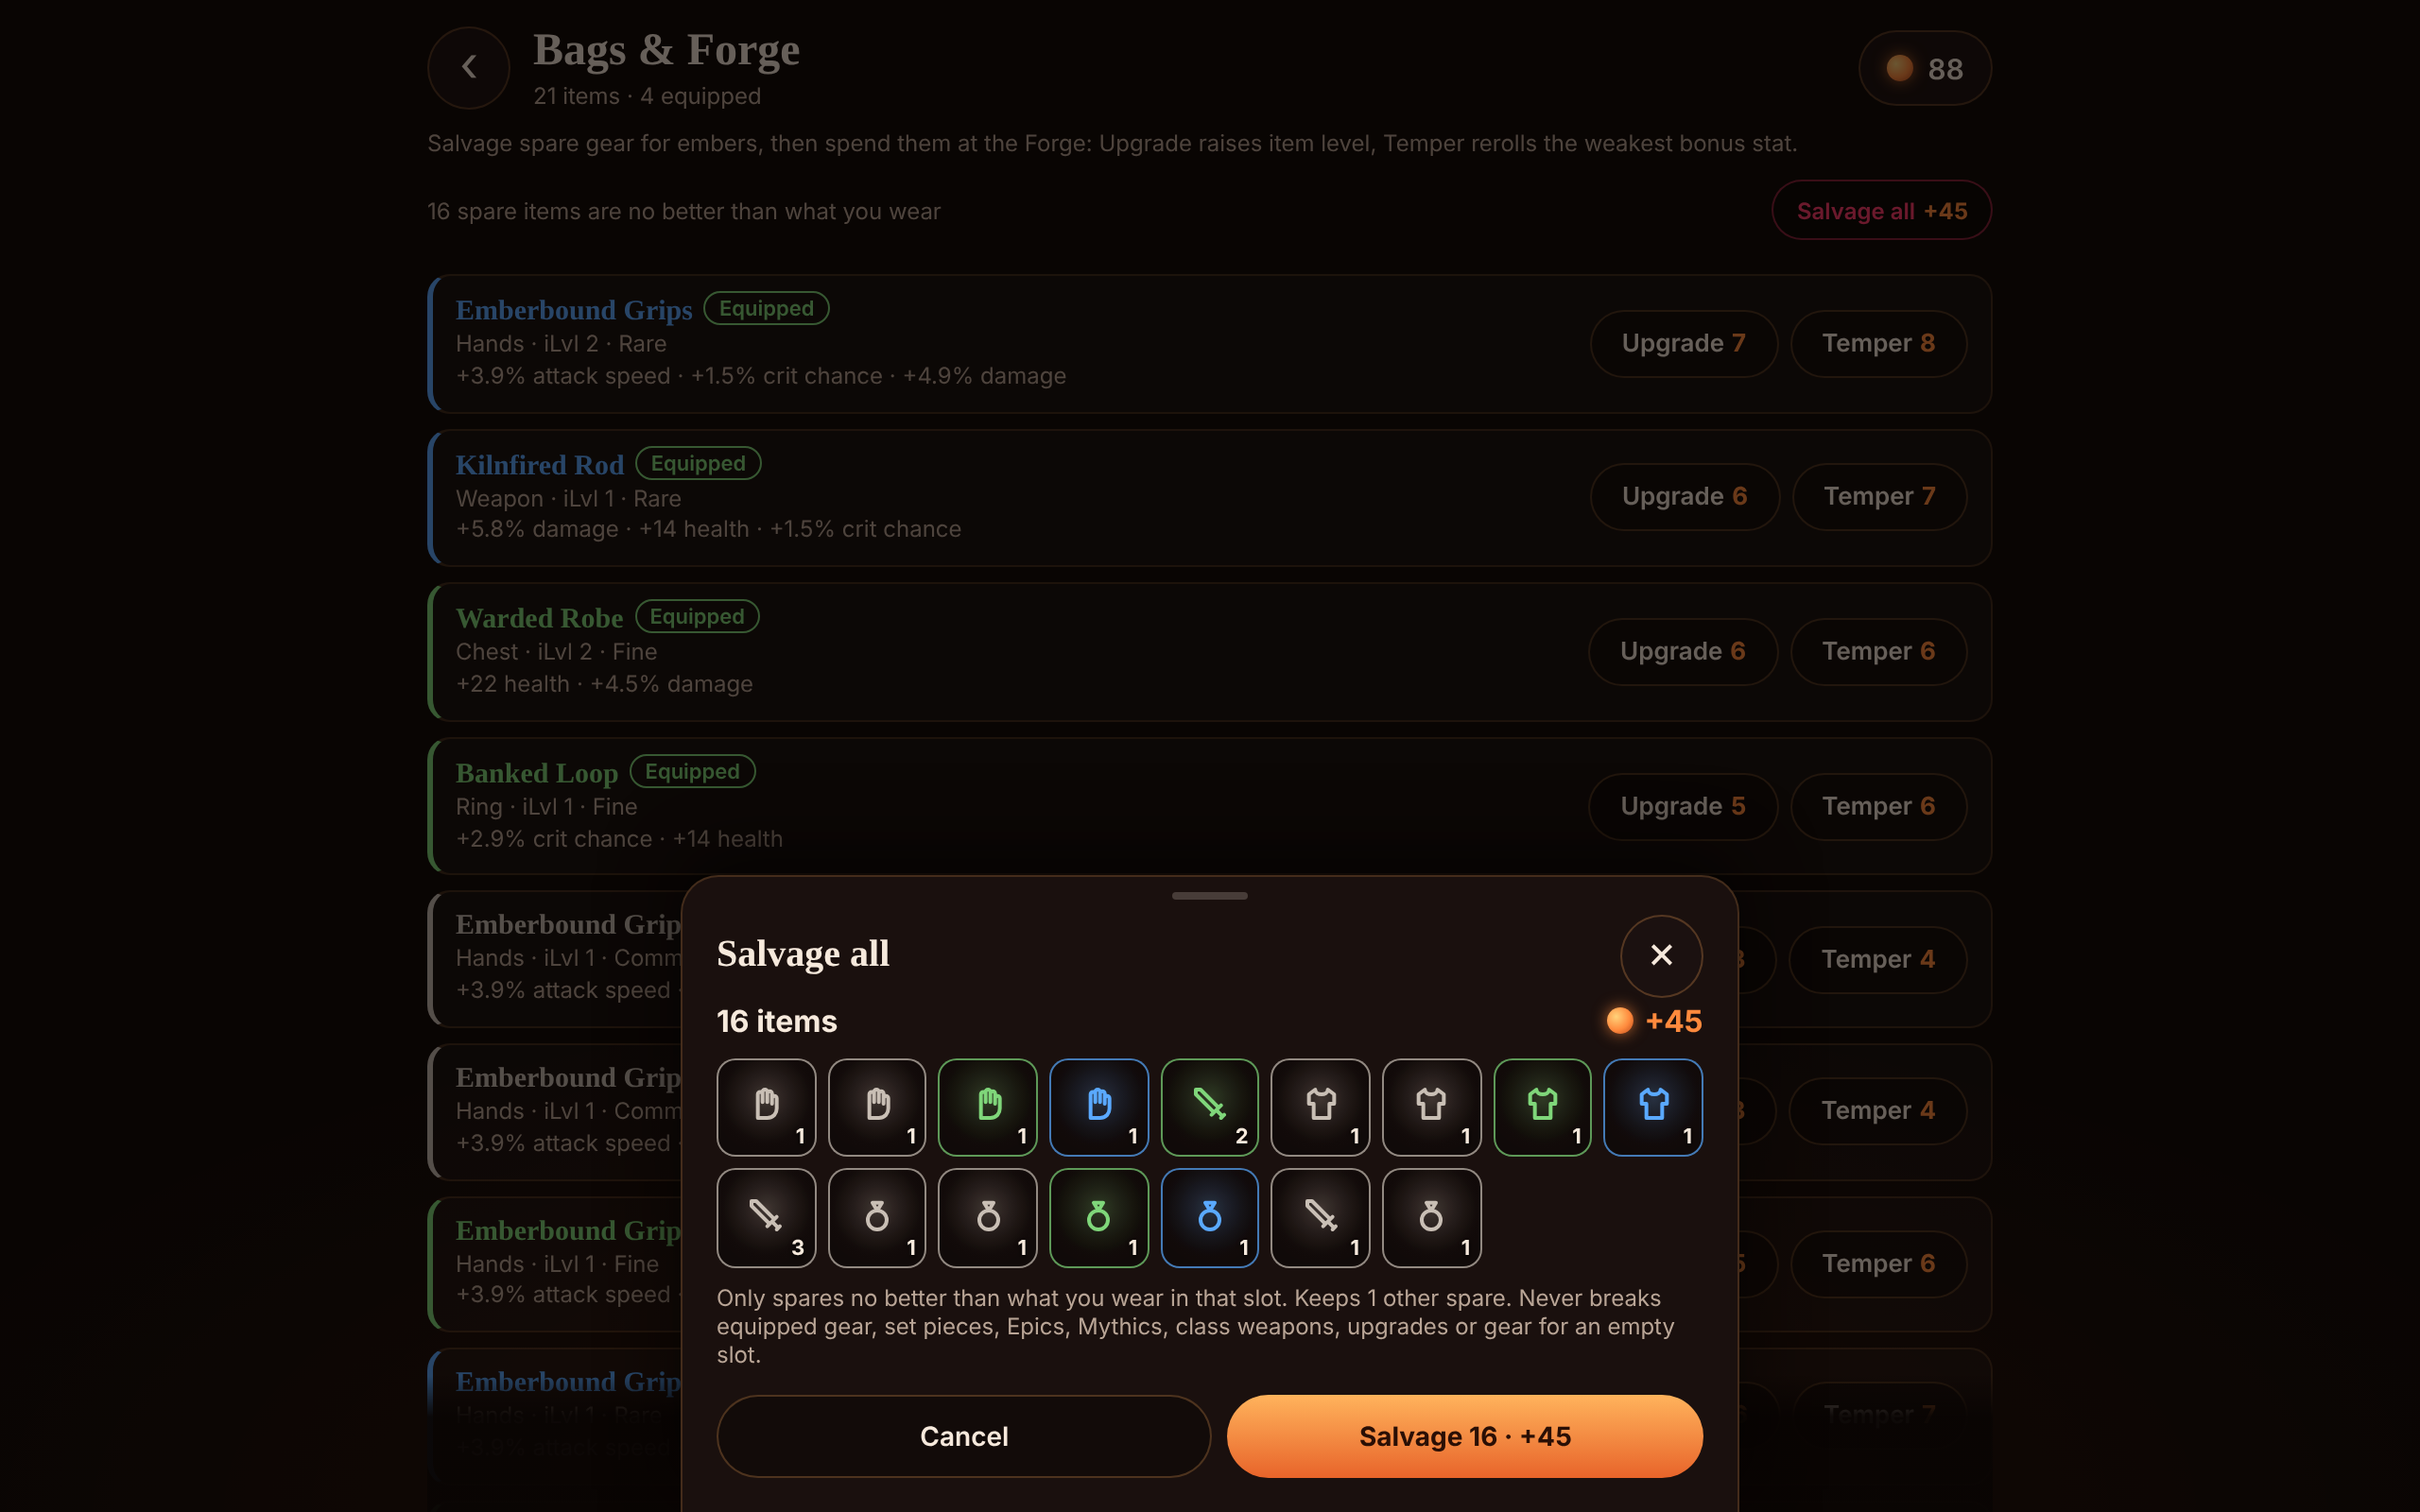 Bags & Forge
21 items · 4 equipped
88
Salvage spare gear for embers, then spend them at the Forge: Upgrade raises item level, Temper rerolls the weakest bonus stat.
16 spare items are no better than what you wear
Salvage all +45
Emberbound Grips Equipped
Hands · iLvl 2 · Rare
+3.9% attack speed · +1.5% crit chance · +4.9% damage
Upgrade 7 Temper 8
Kilnfired Rod Equipped
Weapon · iLvl 1 · Rare
+5.8% damage · +14 health · +1.5% crit chance
Upgrade 6 Temper 7
Warded Robe Equipped
Chest · iLvl 2 · Fine
+22 health · +4.5% damage
Upgrade 6 Temper 6
Banked Loop Equipped
Ring · iLvl 1 · Fine
+2.9% crit chance · +14 health
Upgrade 5 Temper 6
Emberbound Grip
Hands · iLvl 1 · Comm
+3.9% attack speed ·
Temper 4
Emberbound Grip
Hands · iLvl 1 · Comm
+3.9% attack speed ·
Temper 4
Emberbound Grip
Hands · iLvl 1 · Fine
+3.9% attack speed ·
Temper 6
Emberbound Grip
Hands · iLvl 1 · Rare
+3.9% attack speed
Temper 7
Salvage all
16 items
+45
1 1 1 1 2 1 1 1 1
3 1 1 1 1 1 1
Only spares no better than what you wear in that slot. Keeps 1 other spare. Never breaks
equipped gear, set pieces, Epics, Mythics, class weapons, upgrades or gear for an empty
slot.
Cancel
Salvage 16 · +45